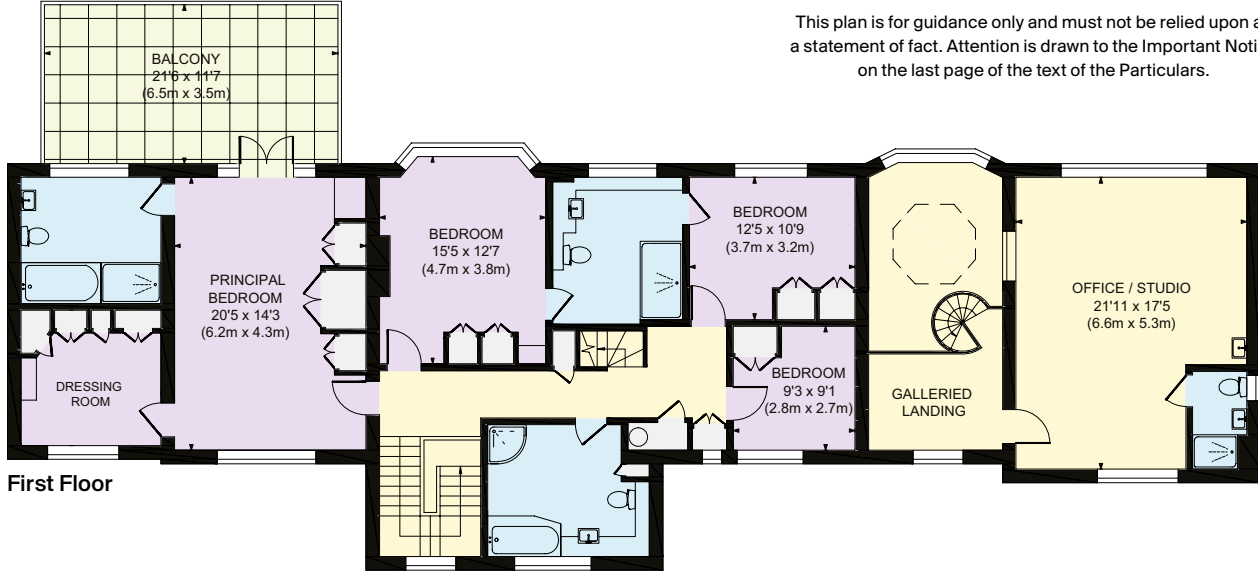 This plan is for guidance only and must not be relied upon a
a statement of fact. Attention is drawn to the Important Noti
on the last page of the text of the Particulars.
BALCONY
21'6 x 11'7
(6.5m x 3.5m)
PRINCIPAL
BEDROOM
20'5 x 14'3
(6.2m x 4.3m)
BEDROOM
15'5 x 12'7
(4.7m x 3.8m)
BEDROOM
12'5 x 10'9
(3.7m x 3.2m)
OFFICE / STUDIO
21'11 x 17'5
(6.6m x 5.3m)
DRESSING
ROOM
BEDROOM
9'3 x 9'1
(2.8m x 2.7m)
GALLERIED
LANDING
First Floor